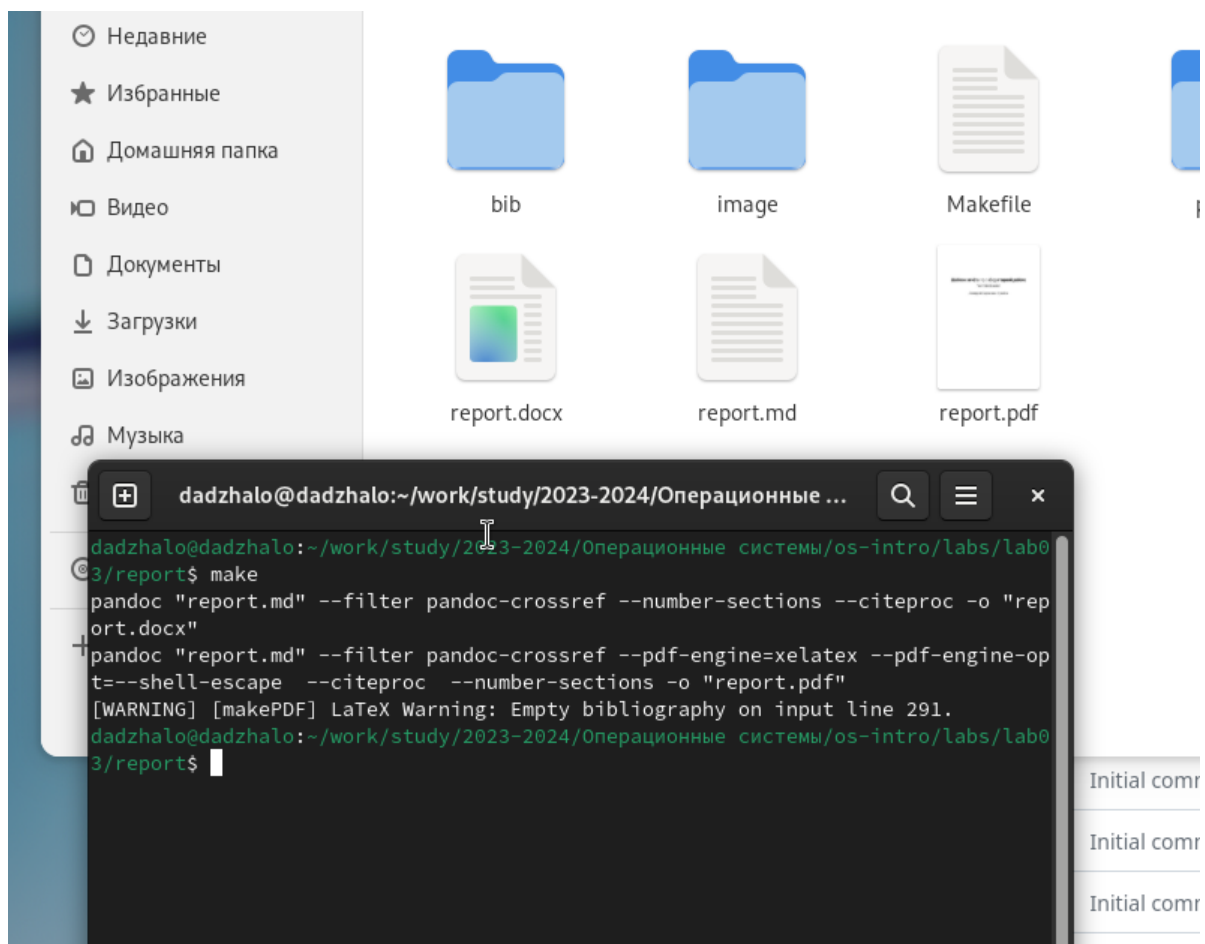 Недавние
Избранные
Домашняя папка
Видео
Документы
Загрузки
Изображения
Музыка
bib
image
Makefile
report.docx
report.md
report.pdf
dadzhalo@dadzhalo:~/work/study/2023-2024/Операционные ...
dadzhalo@dadzhalo:~/work/study/2023-2024/Операционные системы/os-intro/labs/lab0
3/report$ make
pandoc "report.md" --filter pandoc-crossref --number-sections --citeproc -o "rep
ort.docx"
pandoc "report.md" --filter pandoc-crossref --pdf-engine=xelatex --pdf-engine-op
t=--shell-escape  --citeproc  --number-sections -o "report.pdf"
[WARNING] [makePDF] LaTeX Warning: Empty bibliography on input line 291.
dadzhalo@dadzhalo:~/work/study/2023-2024/Операционные системы/os-intro/labs/lab0
3/report$
Initial
Initial
Initial